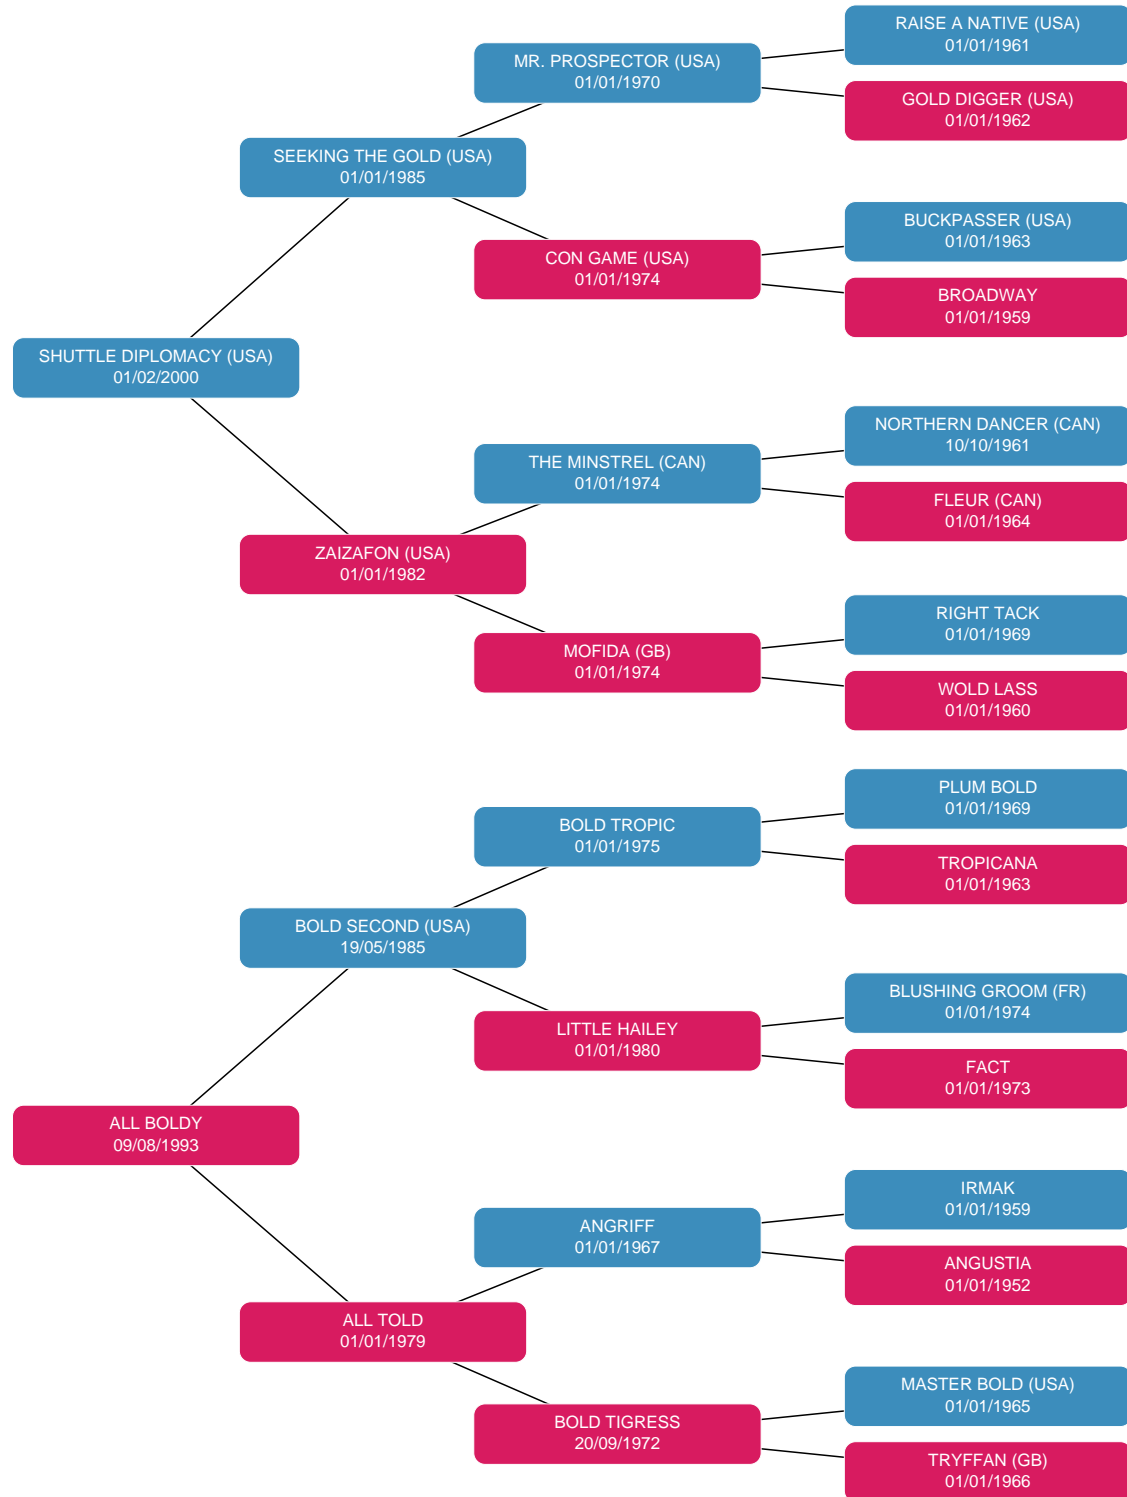 RAISE A NATIVE (USA)
01/01/1961
MR. PROSPECTOR (USA)
01/01/1970
GOLD DIGGER (USA)
01/01/1962
SEEKING THE GOLD (USA)
01/01/1985
BUCKPASSER (USA)
01/01/1963
CON GAME (USA)
01/01/1974
BROADWAY
01/01/1959
SHUTTLE DIPLOMACY (USA)
01/02/2000
NORTHERN DANCER (CAN)
10/10/1961
THE MINSTREL (CAN)
01/01/1974
FLEUR (CAN)
01/01/1964
ZAIZAFON (USA)
01/01/1982
RIGHT TACK
01/01/1969
MOFIDA (GB)
01/01/1974
WOLD LASS
01/01/1960
PLUM BOLD
01/01/1969
BOLD TROPIC
01/01/1975
TROPICANA
01/01/1963
BOLD SECOND (USA)
19/05/1985
BLUSHING GROOM (FR)
01/01/1974
LITTLE HAILEY
01/01/1980
FACT
01/01/1973
ALL BOLDY
09/08/1993
IRMAK
01/01/1959
ANGRIFF
01/01/1967
ANGUSTIA
01/01/1952
ALL TOLD
01/01/1979
MASTER BOLD (USA)
01/01/1965
BOLD TIGRESS
20/09/1972
TRYFFAN (GB)
01/01/1966